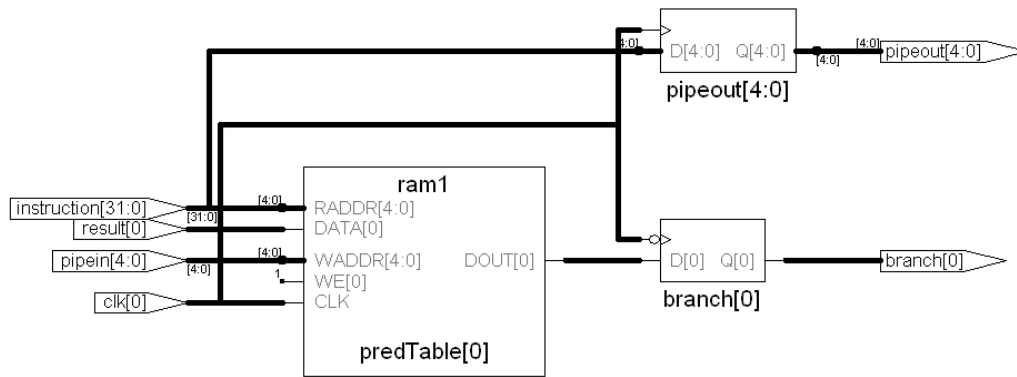 [4:0]
D[4:0] Q[4:0]
[4:0]
[4:0]
pipeout[4:0]
pipeout[4:0]
ram1
instruction[31:0]
[31:0]
[4:0]
RADDR[4:0]
result[0]
DATA[0]
pipein[4:0]
[4:0]
[4:0]
WADDR[4:0]
DOUT[0]
1
WE[0]
clk[0]
CLK
predTable[0]
D[0] Q[0]
branch[0]
branch[0]